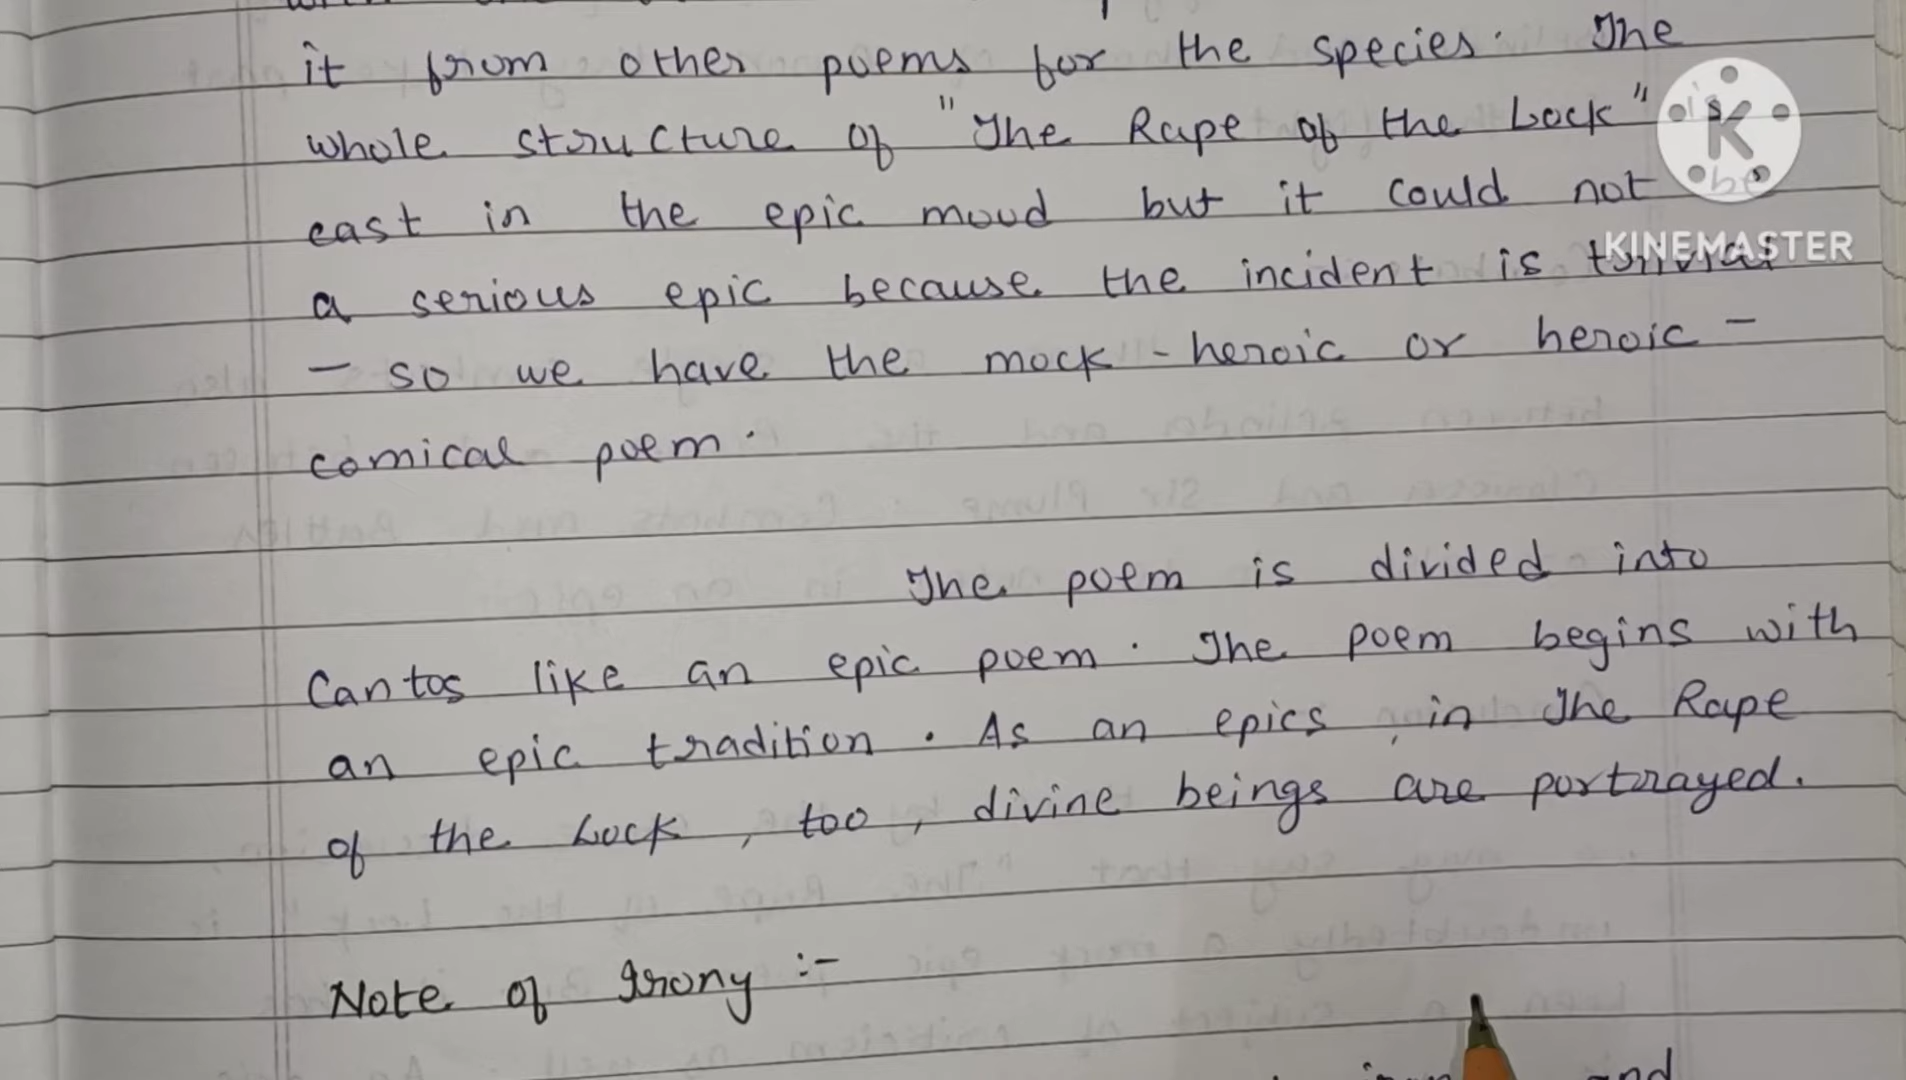 it from other poems for the species. The
whole structure of "The Rape of the Lock" is
cast in the epic mood but it could not be
a serious epic because the incident is trivial
- so we have the mock-heroic or heroic -
comical poem.
The poem is divided into
Cantos like an epic poem. The poem begins with
an epic tradition. As an epics, in The Rape
of the Lock, too, divine beings are portrayed.
Note of Irony :-
and
K
KINEMASTER